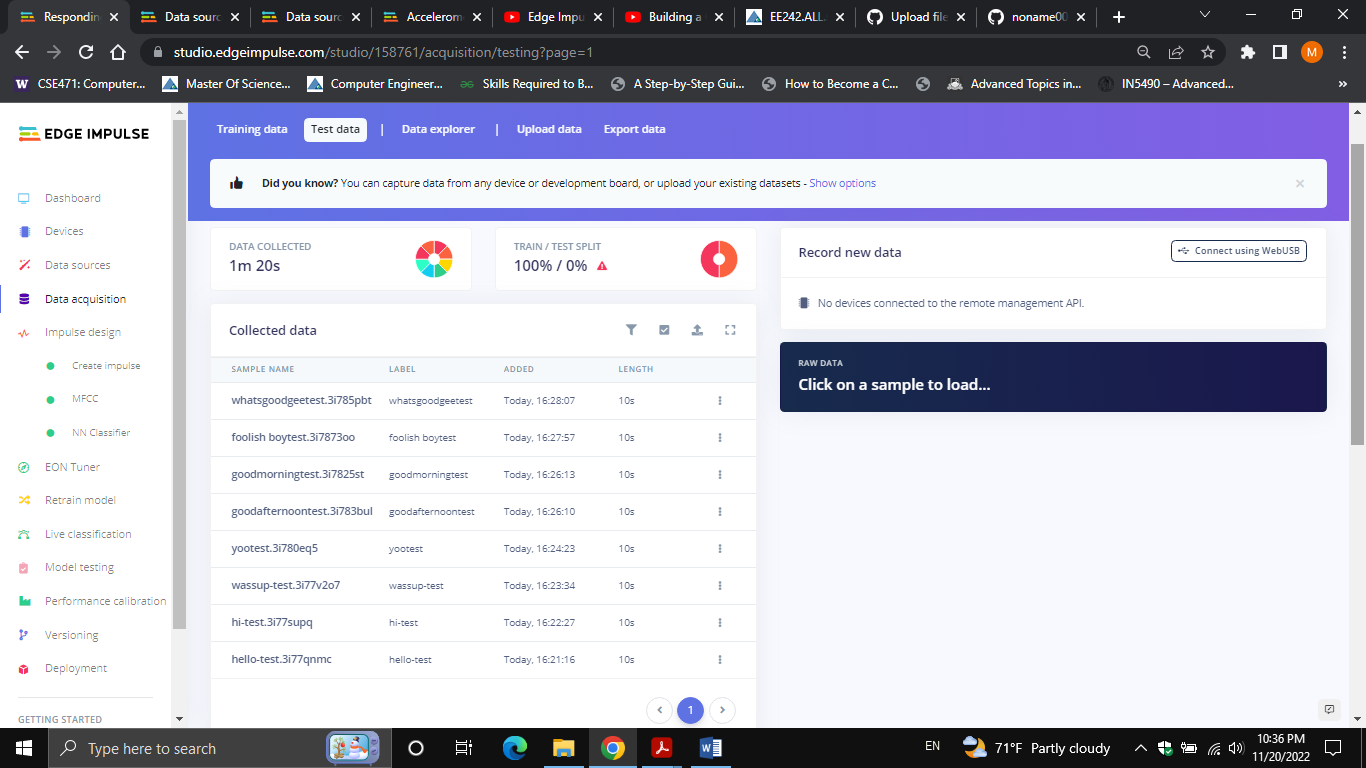 Respondin
Data sourc
Data sourc
Accelerom
Edge Impu
Building a
EE242.ALL.
Upload file
noname00
studio.edgeimpulse.com/studio/158761/acquisition/testing?page=1
M
CSE471: Computer...
Master Of Science...
Computer Engineer...
Skills Required to B...
A Step-by-Step Gui...
How to Become a C...
Advanced Topics in...
IN5490 – Advanced...
EDGE IMPULSE
Training data
Test data
|
Data explorer
|
Upload data
Export data
Did you know? You can capture data from any device or development board, or upload your existing datasets - Show options
Dashboard
Devices
Data sources
Data acquisition
Impulse design
Create impulse
MFCC
NN Classifier
EON Tuner
Retrain model
Live classification
Model testing
Performance calibration
Versioning
Deployment
GETTING STARTED
DATA COLLECTED
1m 20s
TRAIN / TEST SPLIT
100% / 0%
Record new data
Connect using WebUSB
No devices connected to the remote management API.
RAW DATA
Click on a sample to load...
Collected data
SAMPLE NAME LABEL ADDED LENGTH
whatsgoodgeetest.3i785pbt whatsgoodgeetest Today, 16:28:07 10s
foolish boytest.3i7873oo foolish boytest Today, 16:27:57 10s
goodmorningtest.3i7825st goodmorningtest Today, 16:26:13 10s
goodafternoontest.3i783bul goodafternoontest Today, 16:26:10 10s
yootest.3i780eq5 yootest Today, 16:24:23 10s
wassup-test.3i77v2o7 wassup-test Today, 16:23:34 10s
hi-test.3i77supq hi-test Today, 16:22:27 10s
hello-test.3i77qnmc hello-test Today, 16:21:16 10s
1
Type here to search
EN
71°F Partly cloudy
10:36 PM
11/20/2022